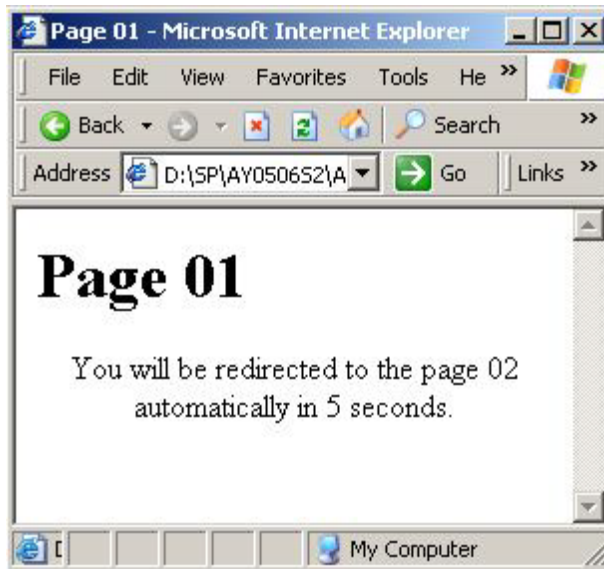 Page 01 - Microsoft Internet Explorer
File Edit View Favorites Tools He »
Back Search »
Address D:\SP\AY0506S2\A Go Links »
Page 01
You will be redirected to the page 02
automatically in 5 seconds.
My Computer